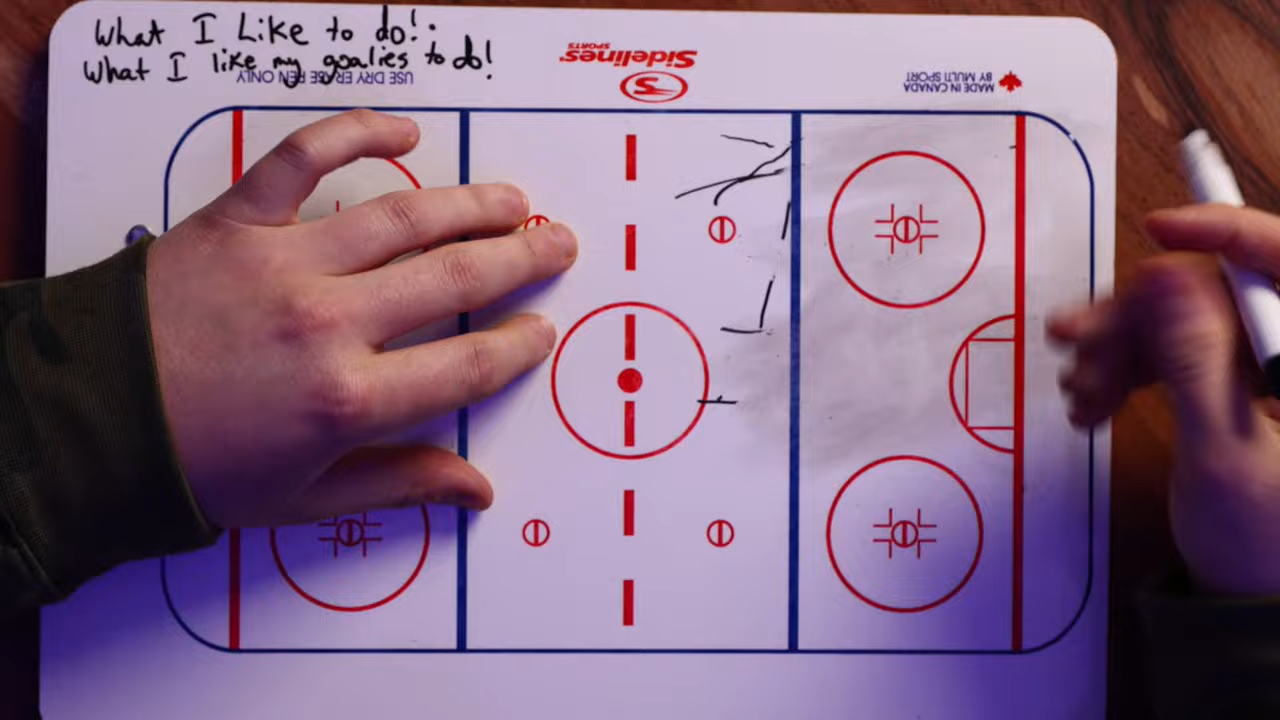 What I Like to do!.
What I like my goalies to do!
USE DRY ERASE PEN ONLY
Sidelines
SPORTS
S
MADE IN CANADA
BY MULTI SPORT